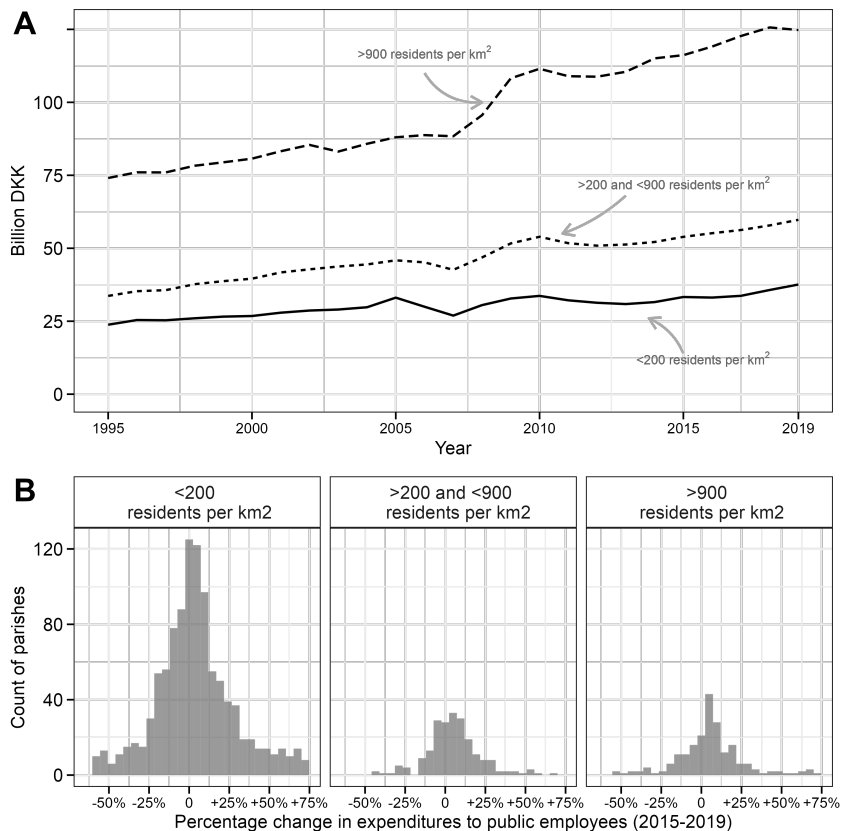 A
>900 residents per km²
>200 and <900 residents per km²
<200 residents per km²
Billion DKK
100
75
50
25
0
1995 2000 2005 2010 2015 2019
Year
B
<200
residents per km2
>200 and <900
residents per km2
>900
residents per km2
Count of parishes
120
80
40
0
-50% -25% 0 +25% +50% +75%
-50% -25% 0 +25% +50% +75%
-50% -25% 0 +25% +50% +75%
Percentage change in expenditures to public employees (2015-2019)